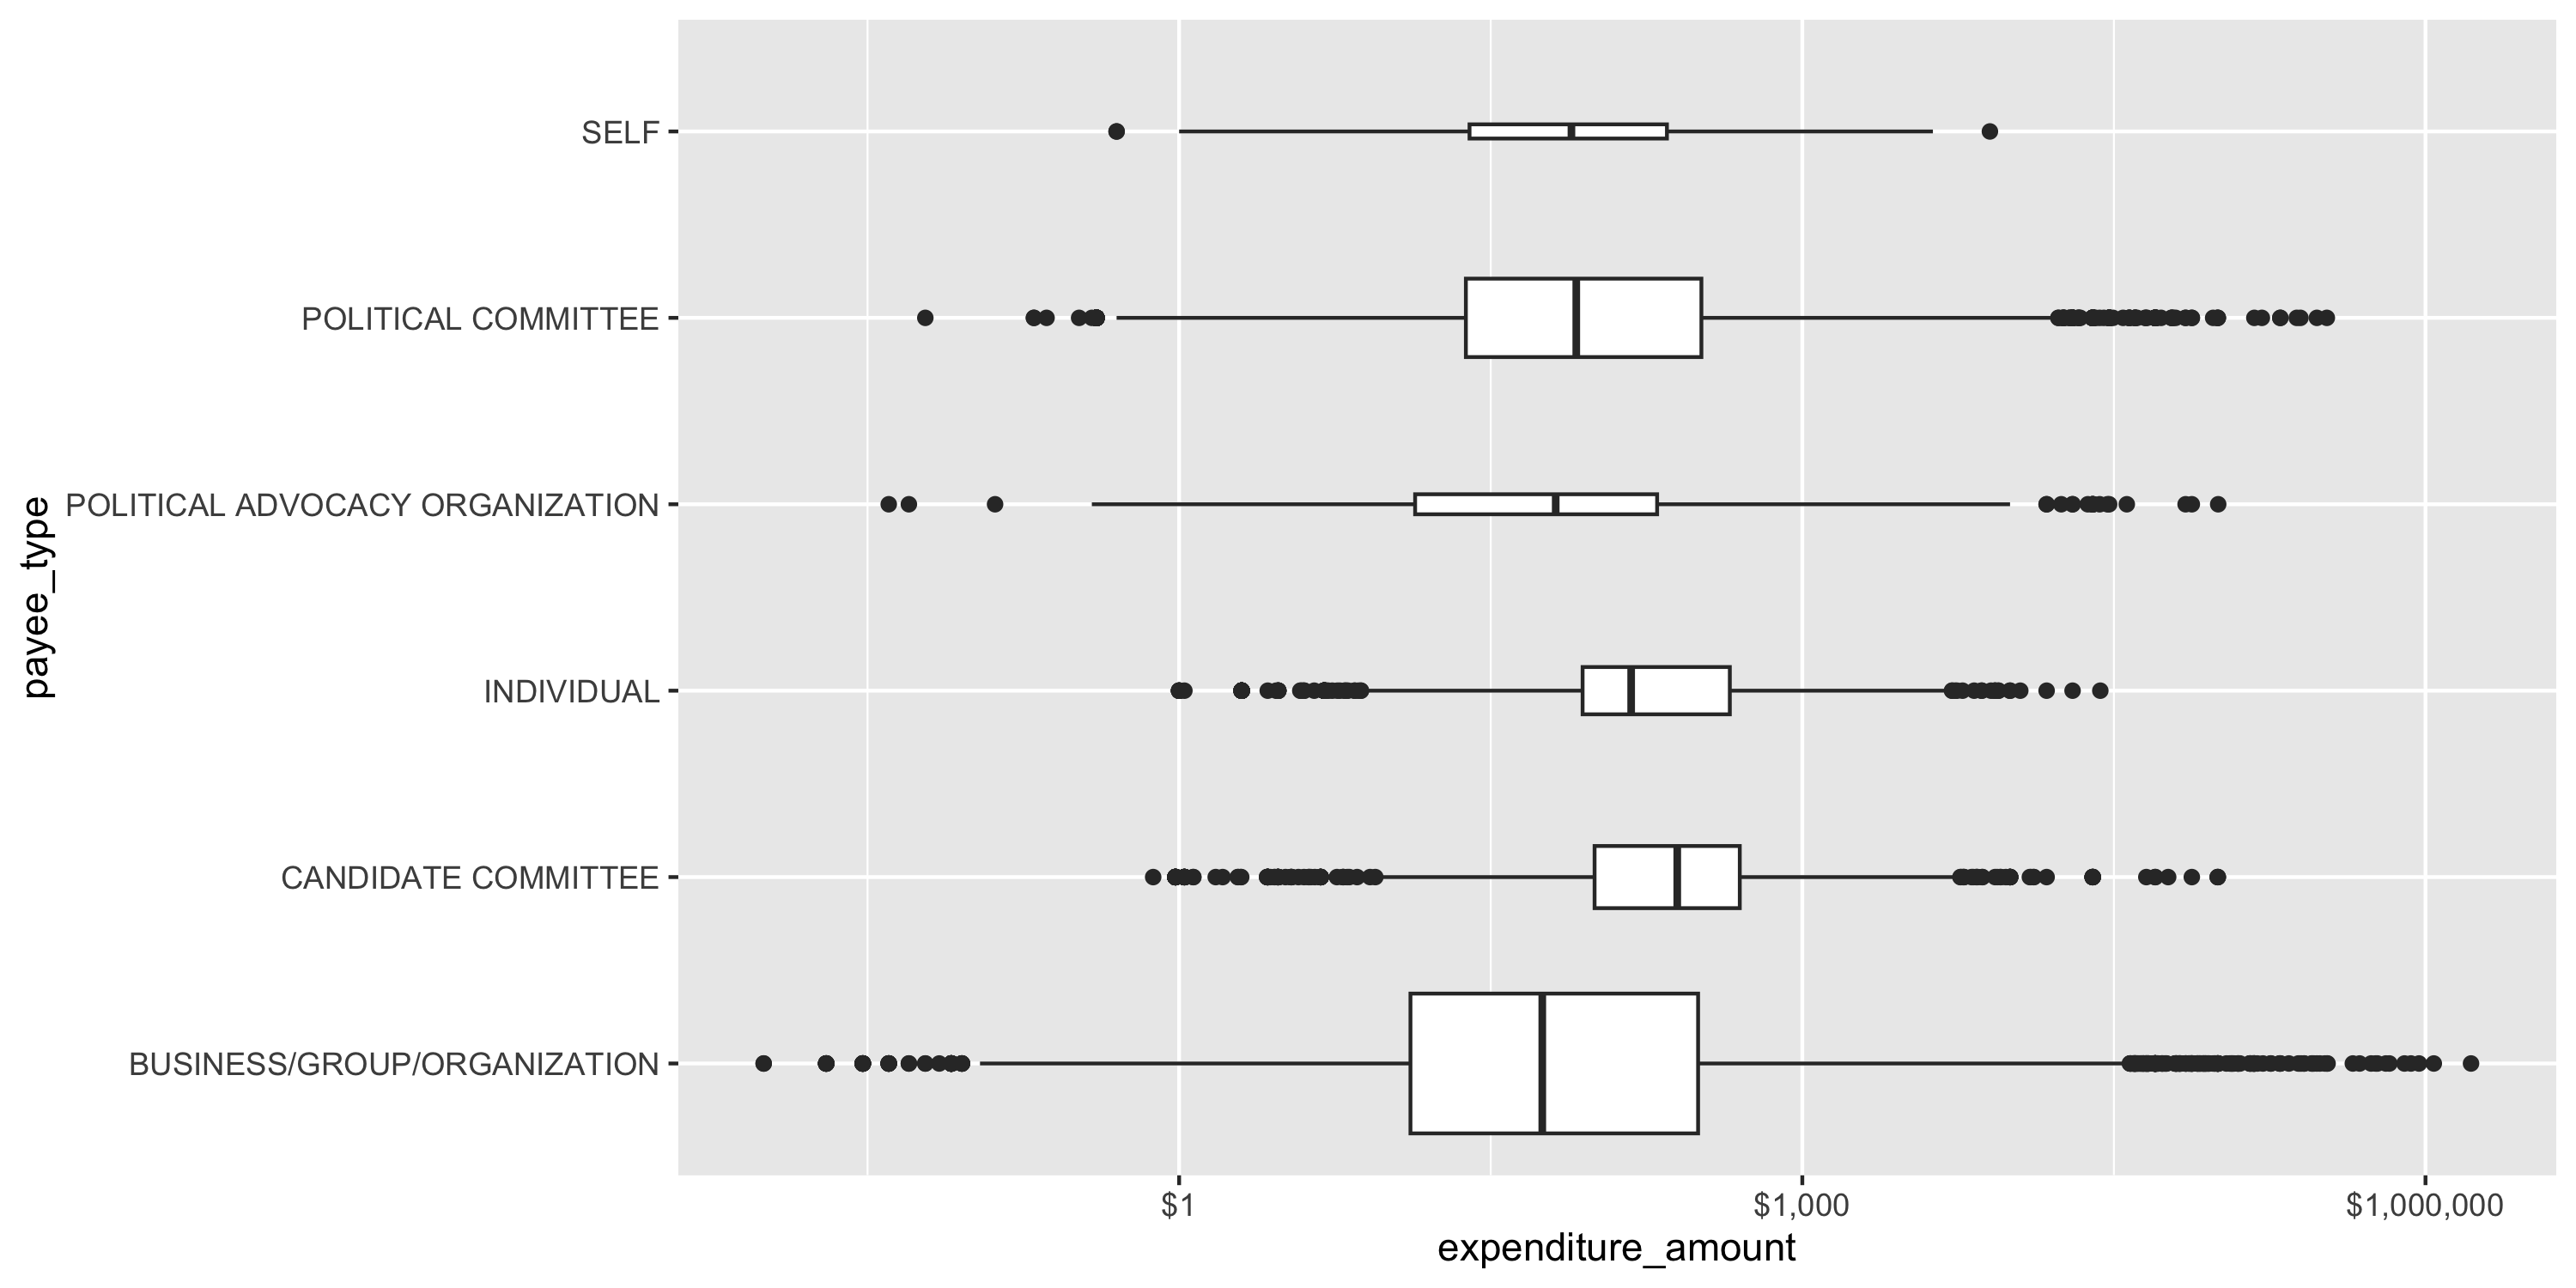 SELF
POLITICAL COMMITTEE
POLITICAL ADVOCACY ORGANIZATION
INDIVIDUAL
CANDIDATE COMMITTEE
BUSINESS/GROUP/ORGANIZATION
payee_type
$1
$1,000
$1,000,000
expenditure_amount